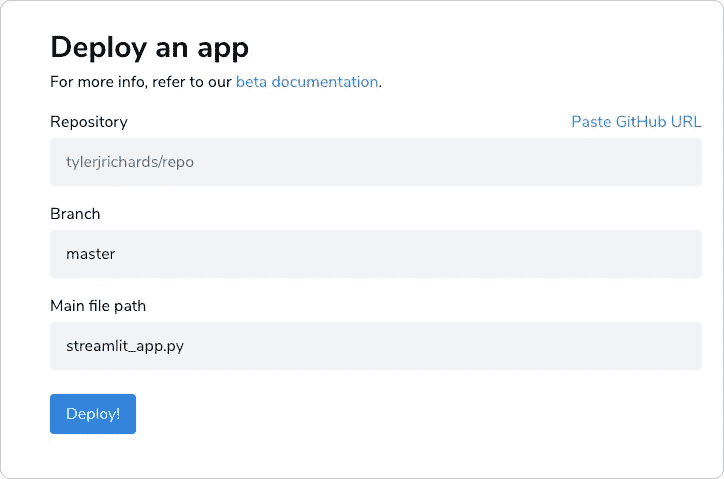 Deploy an app
For more info, refer to our beta documentation.
Repository Paste GitHub URL
tylerjrichards/repo
Branch
master
Main file path
streamlit_app.py
Deploy!